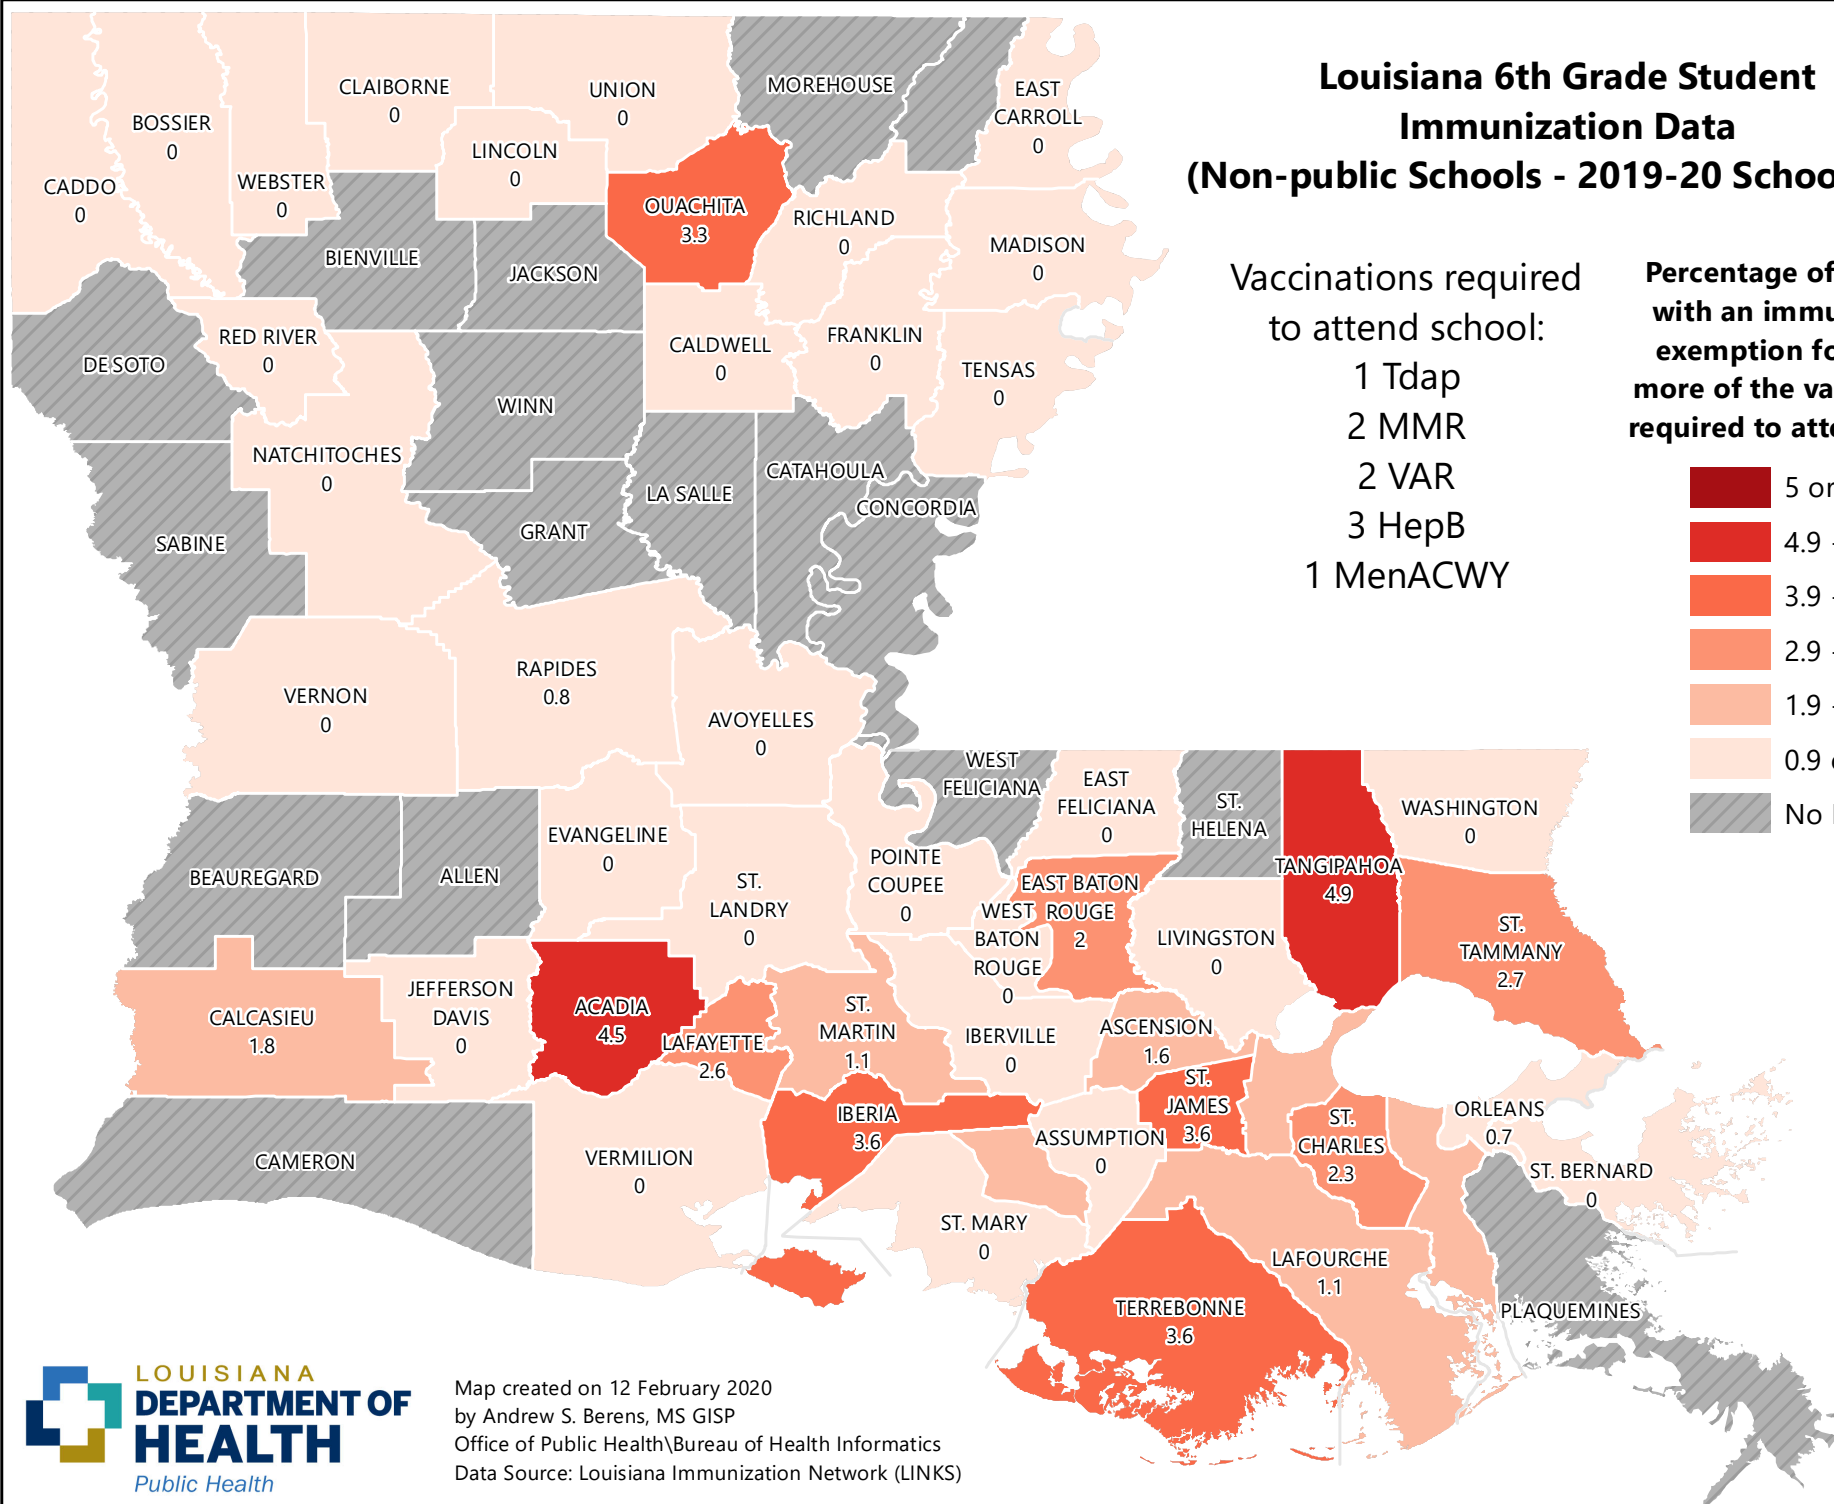 Louisiana 6th Grade Student
Immunization Data
(Non-public Schools - 2019-20 Schoo
Vaccinations required
to attend school:
1 Tdap
2 MMR
2 VAR
3 HepB
1 MenACWY
Percentage of
with an immu
exemption fo
more of the va
required to atte
5 or
4.9 -
3.9 -
2.9 -
1.9 -
0.9
No
CLAIBORNE
0
UNION
0
MOREHOUSE
EAST
CARROLL
0
BOSSIER
0
LINCOLN
0
CADDO
0
WEBSTER
0
OUACHITA
3.3
RICHLAND
0
MADISON
0
BIENVILLE
JACKSON
RED RIVER
0
CALDWELL
0
FRANKLIN
0
TENSAS
0
DE SOTO
WINN
NATCHITOCHES
0
CATAHOULA
LA SALLE
CONCORDIA
GRANT
SABINE
RAPIDES
0.8
VERNON
0
AVOYELLES
0
WEST
FELICIANA
EAST
FELICIANA
0
ST.
HELENA
WASHINGTON
0
EVANGELINE
0
TANGIPAHOA
4.9
BEAUREGARD
ALLEN
POINTE
COUPEE
0
ST.
LANDRY
0
EAST BATON
ROUGE
2
WEST
BATON
ROUGE
0
LIVINGSTON
0
ST.
TAMMANY
2.7
CALCASIEU
1.8
JEFFERSON
DAVIS
0
ACADIA
4.5
LAFAYETTE
2.6
ST.
MARTIN
1.1
IBERVILLE
0
ASCENSION
1.6
ST.
JAMES
3.6
IBERIA
3.6
ASSUMPTION
0
ST.
CHARLES
2.3
ORLEANS
0.7
CAMERON
VERMILION
0
ST. BERNARD
0
ST. MARY
0
LAFOURCHE
1.1
TERREBONNE
3.6
PLAQUEMINES
LOUISIANA
DEPARTMENT OF
HEALTH
Public Health
Map created on 12 February 2020
by Andrew S. Berens, MS GISP
Office of Public Health\Bureau of Health Informatics
Data Source: Louisiana Immunization Network (LINKS)